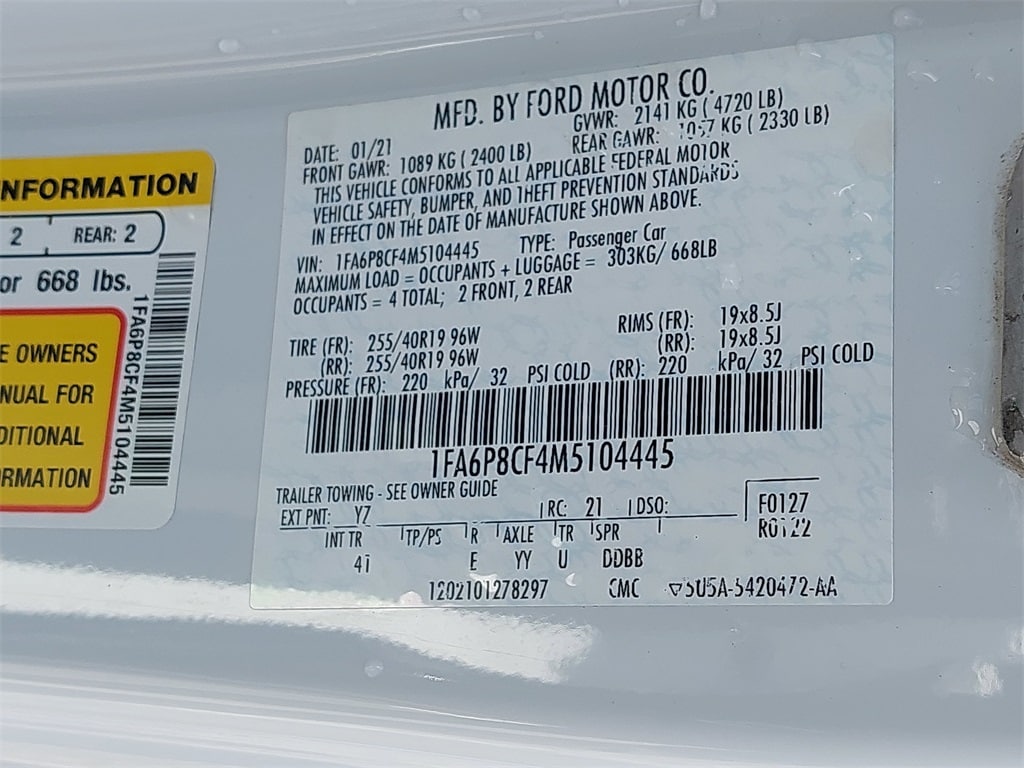 NFORMATION
2 REAR: 2
or 668 lbs.
E OWNERS
NUAL FOR
DITIONAL
RMATION
1FA6P8CF4M5104445
MFD. BY FORD MOTOR CO.
DATE: 01/21 GVWR: 2141 KG ( 4720 LB)
FRONT GAWR: 1089 KG ( 2400 LB) REAR GAWR: 1057 KG ( 2330 LB)
THIS VEHICLE CONFORMS TO ALL APPLICABLE FEDERAL MOTOR
VEHICLE SAFETY, BUMPER, AND THEFT PREVENTION STANDARDS
IN EFFECT ON THE DATE OF MANUFACTURE SHOWN ABOVE.
VIN: 1FA6P8CF4M5104445 TYPE: Passenger Car
MAXIMUM LOAD = OCCUPANTS + LUGGAGE = 303KG/ 668LB
OCCUPANTS = 4 TOTAL; 2 FRONT, 2 REAR
TIRE (FR): 255/40R19 96W RIMS (FR): 19x8.5J
(RR): 255/40R19 96W (RR): 19x8.5J
PRESSURE (FR): 220 kPa/ 32 PSI COLD (RR): 220 kPa/ 32 PSI COLD
1FA6P8CF4M5104445
TRAILER TOWING - SEE OWNER GUIDE
EXT PNT: YZ RC: 21 DSO: F0127
INT TR TP/PS R AXLE TR SPR R0122
41 E YY U DDBB
1202101278297 CMC 5U5A-5420472-AA